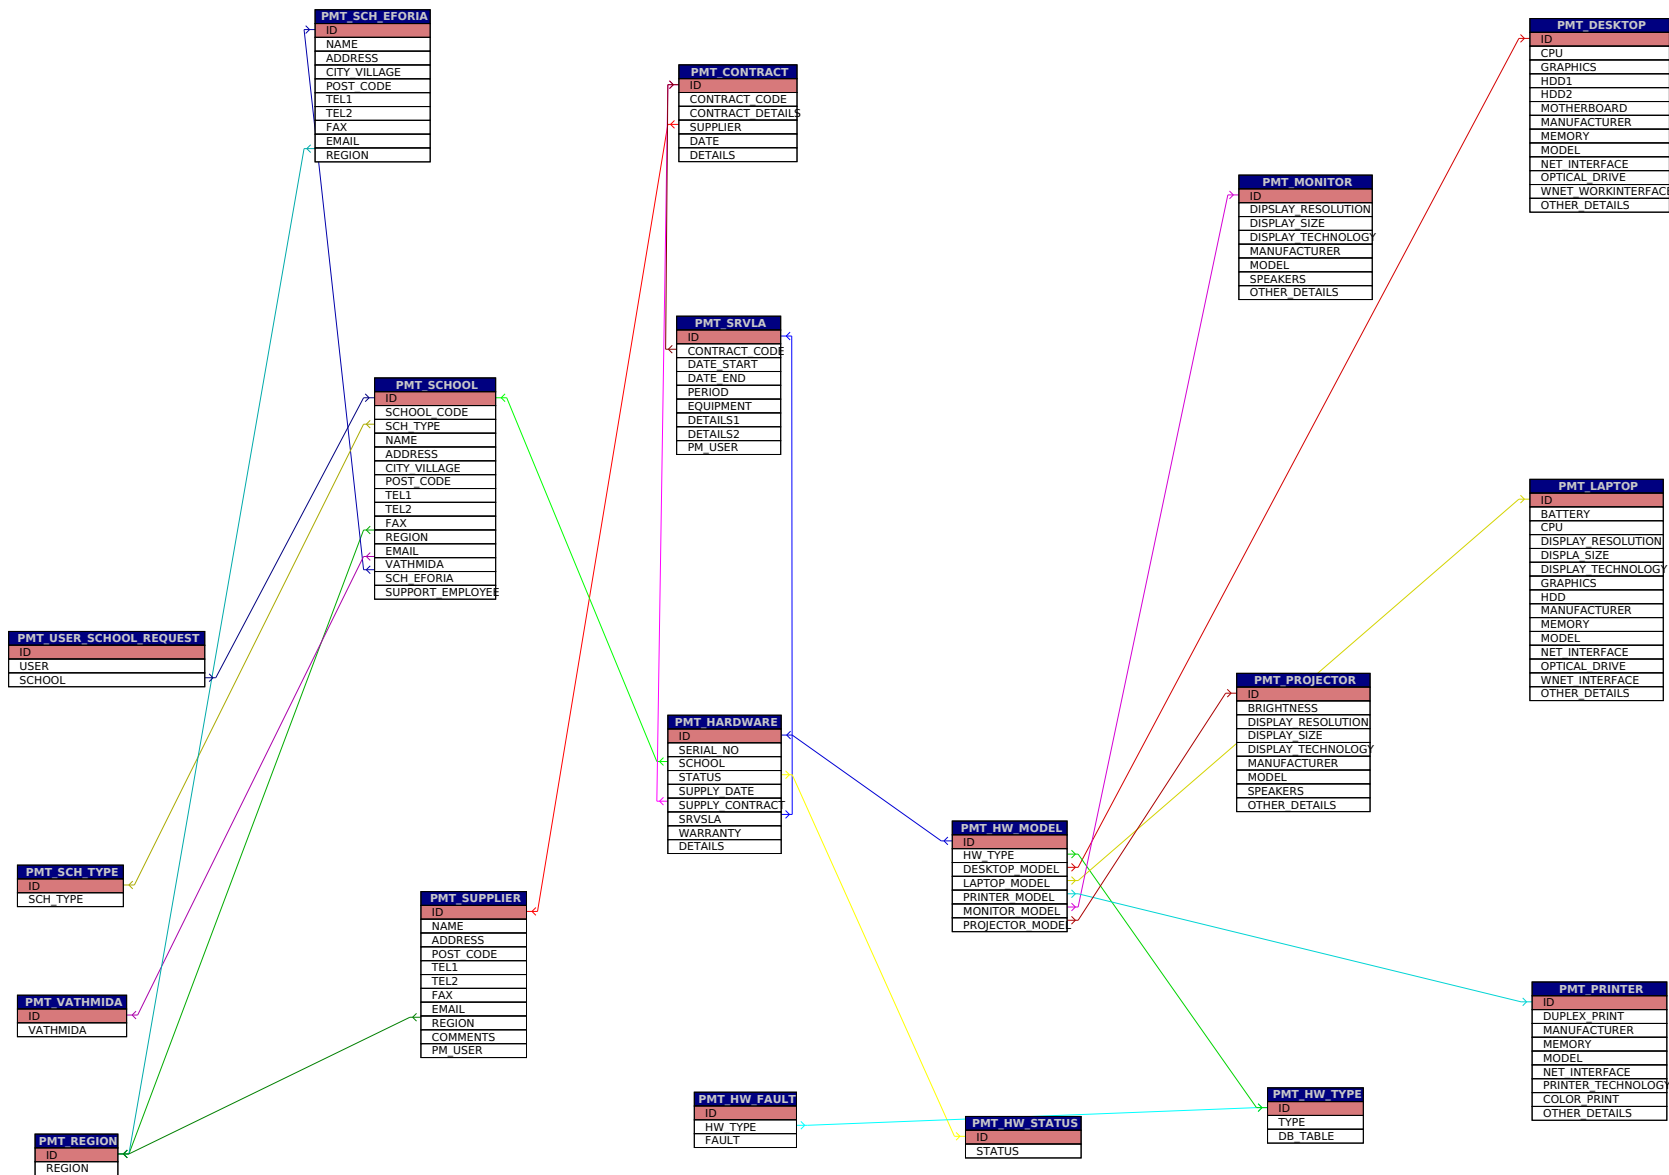 PMT_SCH_EFORIA
ID
NAME
ADDRESS
CITY_VILLAGE
POST_CODE
TEL1
TEL2
FAX
EMAIL
REGION
PMT_CONTRACT
ID
CONTRACT_CODE
CONTRACT_DETAILS
SUPPLIER
DATE
DETAILS
PMT_DESKTOP
ID
CPU
GRAPHICS
HDD1
HDD2
MOTHERBOARD
MANUFACTURER
MEMORY
MODEL
NET_INTERFACE
OPTICAL_DRIVE
WNET_WORKINTERFACE
OTHER_DETAILS
PMT_MONITOR
ID
DIPSLAY_RESOLUTION
DISPLAY_SIZE
DISPLAY_TECHNOLOGY
MANUFACTURER
MODEL
SPEAKERS
OTHER_DETAILS
PMT_SRVLA
ID
CONTRACT_CODE
DATE_START
DATE_END
PERIOD
EQUIPMENT
DETAILS1
DETAILS2
PM_USER
PMT_SCHOOL
ID
SCHOOL_CODE
SCH_TYPE
NAME
ADDRESS
CITY_VILLAGE
POST_CODE
TEL1
TEL2
FAX
REGION
EMAIL
VATHMIDA
SCH_EFORIA
SUPPORT_EMPLOYEE
PMT_LAPTOP
ID
BATTERY
CPU
DISPLAY_RESOLUTION
DISPLA_SIZE
DISPLAY_TECHNOLOGY
GRAPHICS
HDD
MANUFACTURER
MEMORY
MODEL
NET_INTERFACE
OPTICAL_DRIVE
WNET_INTERFACE
OTHER_DETAILS
PMT_USER_SCHOOL_REQUEST
ID
USER
SCHOOL
PMT_PROJECTOR
ID
BRIGHTNESS
DISPLAY_RESOLUTION
DISPLAY_SIZE
DISPLAY_TECHNOLOGY
MANUFACTURER
MODEL
SPEAKERS
OTHER_DETAILS
PMT_HARDWARE
ID
SERIAL_NO
SCHOOL
STATUS
SUPPLY_DATE
SUPPLY_CONTRACT
SRVSLA
WARRANTY
DETAILS
PMT_HW_MODEL
ID
HW_TYPE
DESKTOP_MODEL
LAPTOP_MODEL
PRINTER_MODEL
MONITOR_MODEL
PROJECTOR_MODEL
PMT_SCH_TYPE
ID
SCH_TYPE
PMT_SUPPLIER
ID
NAME
ADDRESS
POST_CODE
TEL1
TEL2
FAX
EMAIL
REGION
COMMENTS
PM_USER
PMT_VATHMIDA
ID
VATHMIDA
PMT_PRINTER
ID
DUPLEX_PRINT
MANUFACTURER
MEMORY
MODEL
NET_INTERFACE
PRINTER_TECHNOLOGY
COLOR_PRINT
OTHER_DETAILS
PMT_HW_FAULT
ID
HW_TYPE
FAULT
PMT_HW_TYPE
ID
TYPE
DB_TABLE
PMT_HW_STATUS
ID
STATUS
PMT_REGION
ID
REGION